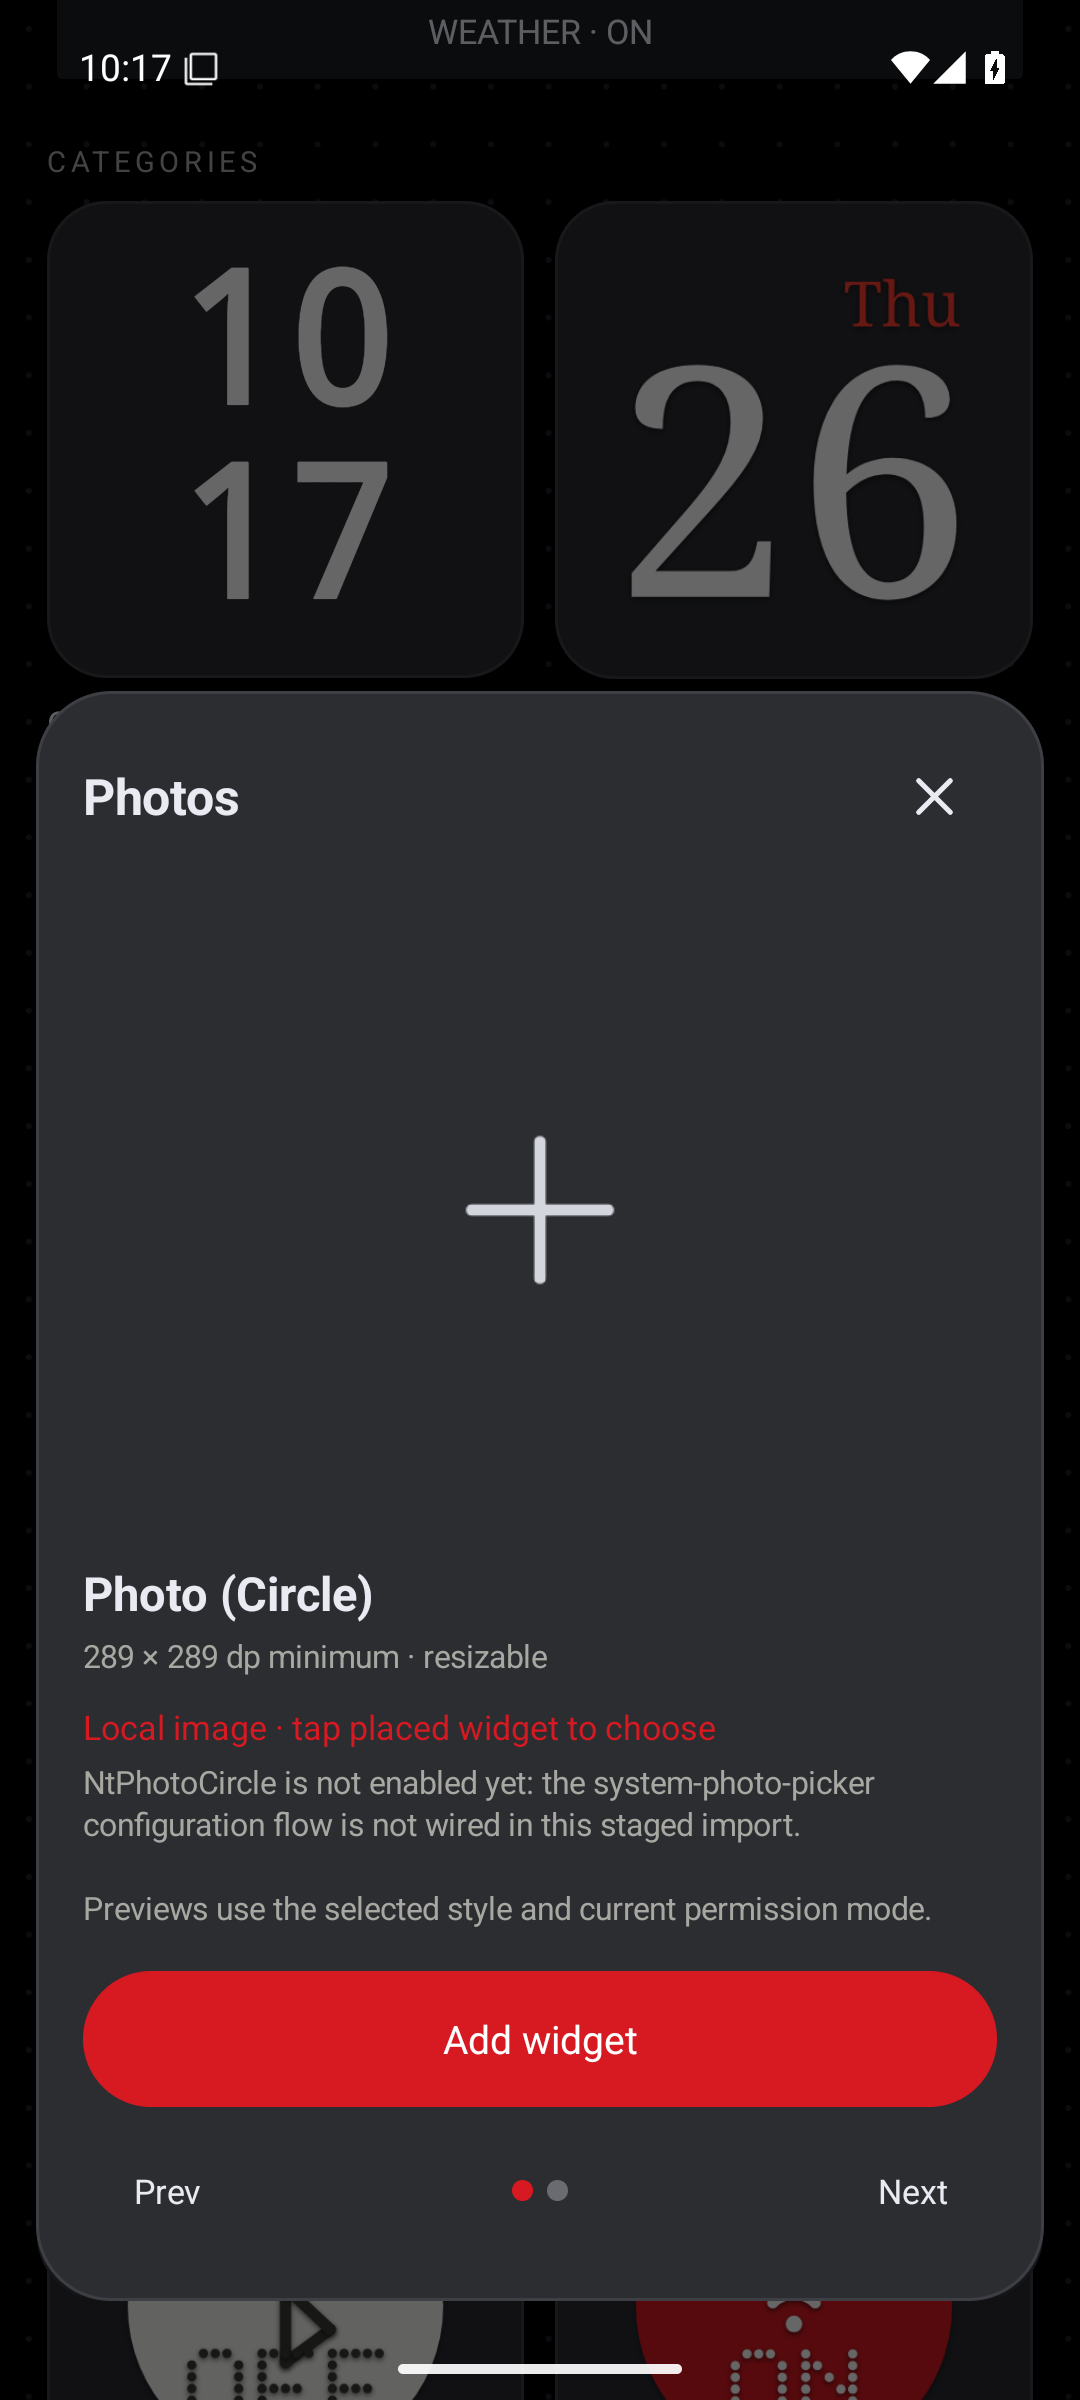 WEATHER · ON
10:17
CATEGORIES
10
17
Thu
26
Photos
Photo (Circle)
289 × 289 dp minimum · resizable
Local image · tap placed widget to choose
NtPhotoCircle is not enabled yet: the system-photo-picker
configuration flow is not wired in this staged import.
Previews use the selected style and current permission mode.
Add widget
Prev
Next
OFF
ON